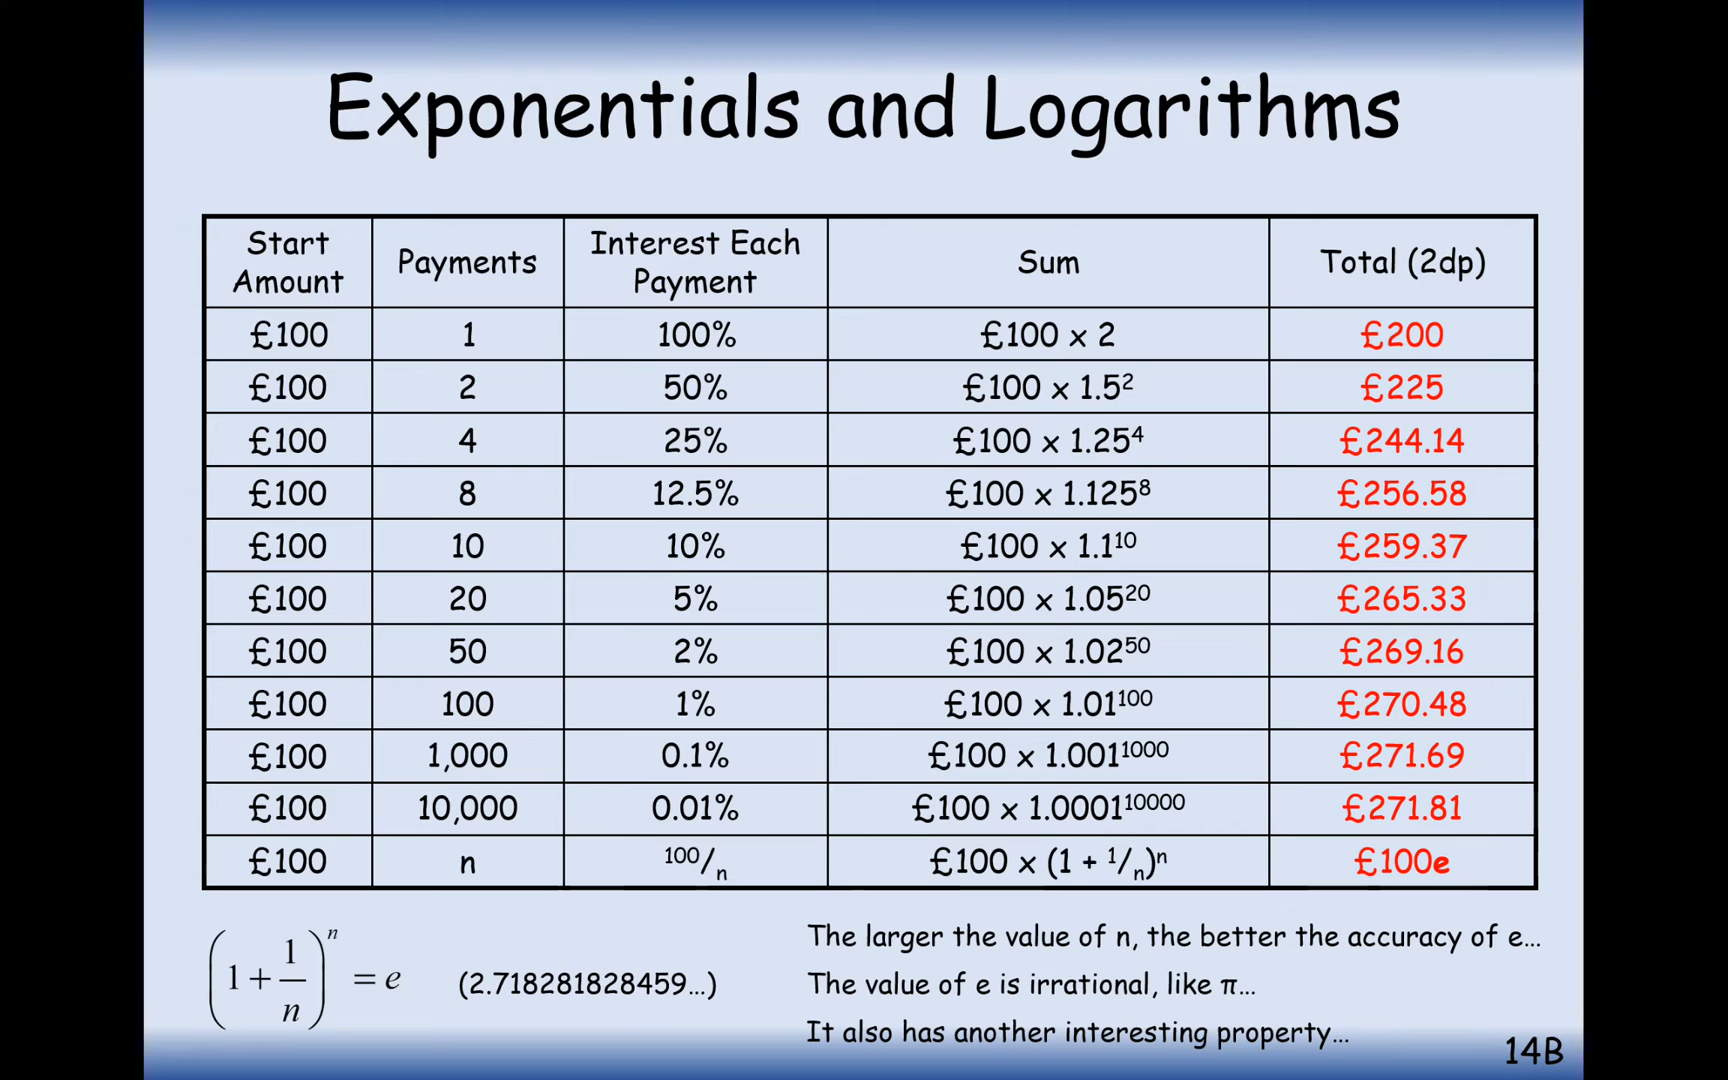 Exponentials and Logarithms
Start Amount | Payments | Interest Each Payment | Sum | Total (2dp)
£100 | 1 | 100% | £100 x 2 | £200
£100 | 2 | 50% | £100 x 1.5² | £225
£100 | 4 | 25% | £100 x 1.25⁴ | £244.14
£100 | 8 | 12.5% | £100 x 1.125⁸ | £256.58
£100 | 10 | 10% | £100 x 1.1¹⁰ | £259.37
£100 | 20 | 5% | £100 x 1.05²⁰ | £265.33
£100 | 50 | 2% | £100 x 1.02⁵⁰ | £269.16
£100 | 100 | 1% | £100 x 1.01¹⁰⁰ | £270.48
£100 | 1,000 | 0.1% | £100 x 1.001¹⁰⁰⁰ | £271.69
£100 | 10,000 | 0.01% | £100 x 1.0001¹⁰⁰⁰⁰ | £271.81
£100 | n | ¹⁰⁰/ₙ | £100 x (1 + ¹/ₙ)ⁿ | £100e
(1 + 1/n)ⁿ = e (2.718281828459…)
The larger the value of n, the better the accuracy of e…
The value of e is irrational, like π…
It also has another interesting property…
14B